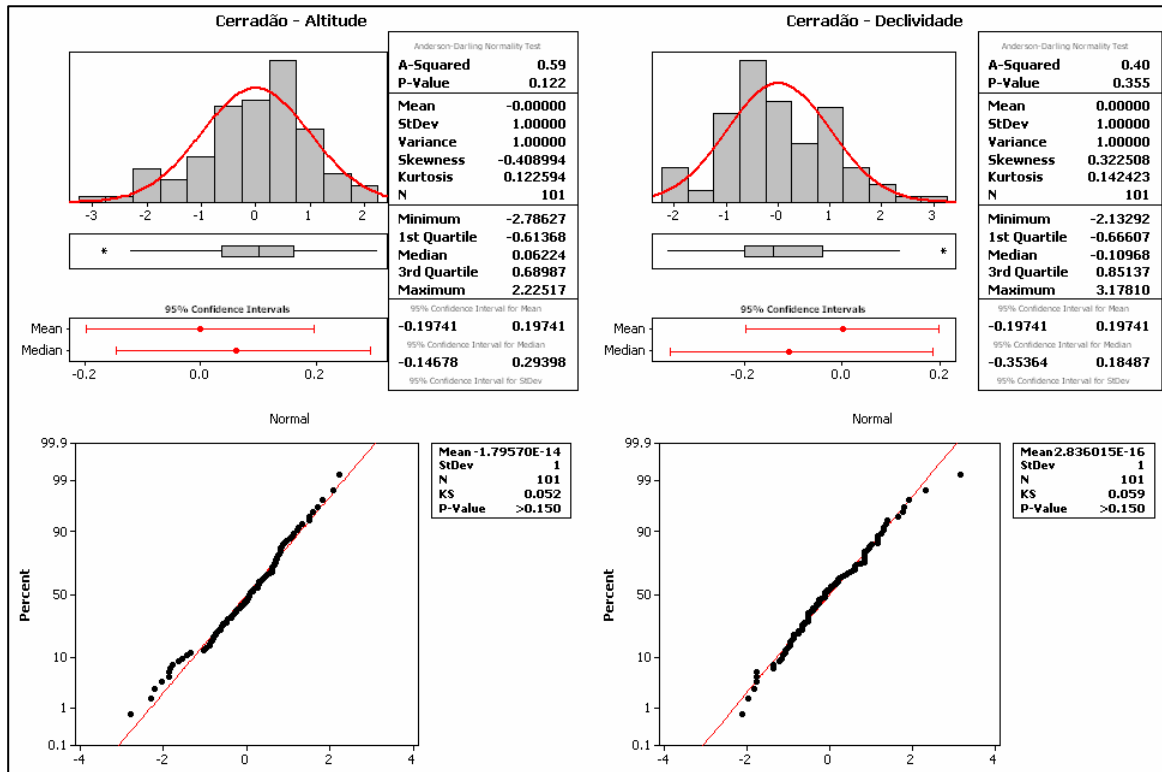 Cerradão - Altitude
Anderson-Darling Normality Test
A-Squared 0.59
P-Value 0.122
Mean -0.00000
StDev 1.00000
Variance 1.00000
Skewness -0.408994
Kurtosis 0.122594
N 101
Minimum -2.78627
1st Quartile -0.61368
Median 0.06224
3rd Quartile 0.68987
Maximum 2.22517
95% Confidence Interval for Mean
-0.19741 0.19741
95% Confidence Interval for Median
-0.14678 0.29398
95% Confidence Interval for StDev
-3 -2 -1 0 1 2
*
95% Confidence Intervals
Mean
Median
-0.2 0.0 0.2
Cerradão - Declividade
Anderson-Darling Normality Test
A-Squared 0.40
P-Value 0.355
Mean 0.00000
StDev 1.00000
Variance 1.00000
Skewness 0.322508
Kurtosis 0.142423
N 101
Minimum -2.13292
1st Quartile -0.66607
Median -0.10968
3rd Quartile 0.85137
Maximum 3.17810
95% Confidence Interval for Mean
-0.19741 0.19741
95% Confidence Interval for Median
-0.35364 0.18487
95% Confidence Interval for StDev
-2 -1 -0 1 2 3
*
95% Confidence Intervals
Mean
Median
-0.2 0.0 0.2
Normal
99.9
99
90
50
10
1
0.1
Percent
-4 -2 0 2 4
Mean -1.79570E-14
StDev 1
N 101
KS 0.052
P-Value >0.150
Normal
99.9
99
90
50
10
1
0.1
Percent
-4 -2 0 2 4
Mean 2.836015E-16
StDev 1
N 101
KS 0.059
P-Value >0.150